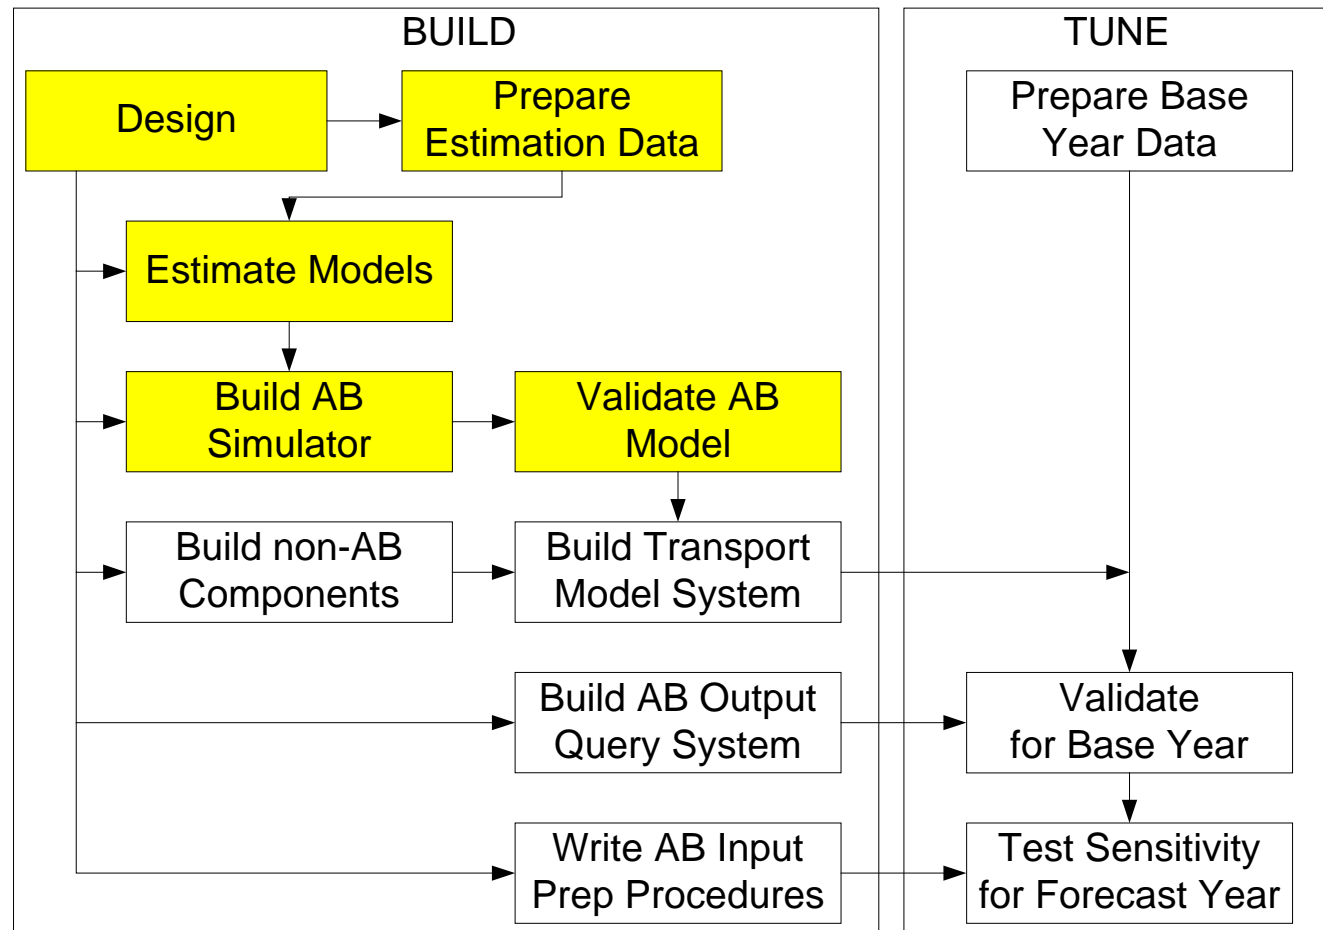 BUILD
TUNE
Design
Prepare
Estimation Data
Prepare Base
Year Data
Estimate Models
Build AB
Simulator
Validate AB
Model
Build non-AB
Components
Build Transport
Model System
Build AB Output
Query System
Validate
for Base Year
Write AB Input
Prep Procedures
Test Sensitivity
for Forecast Year